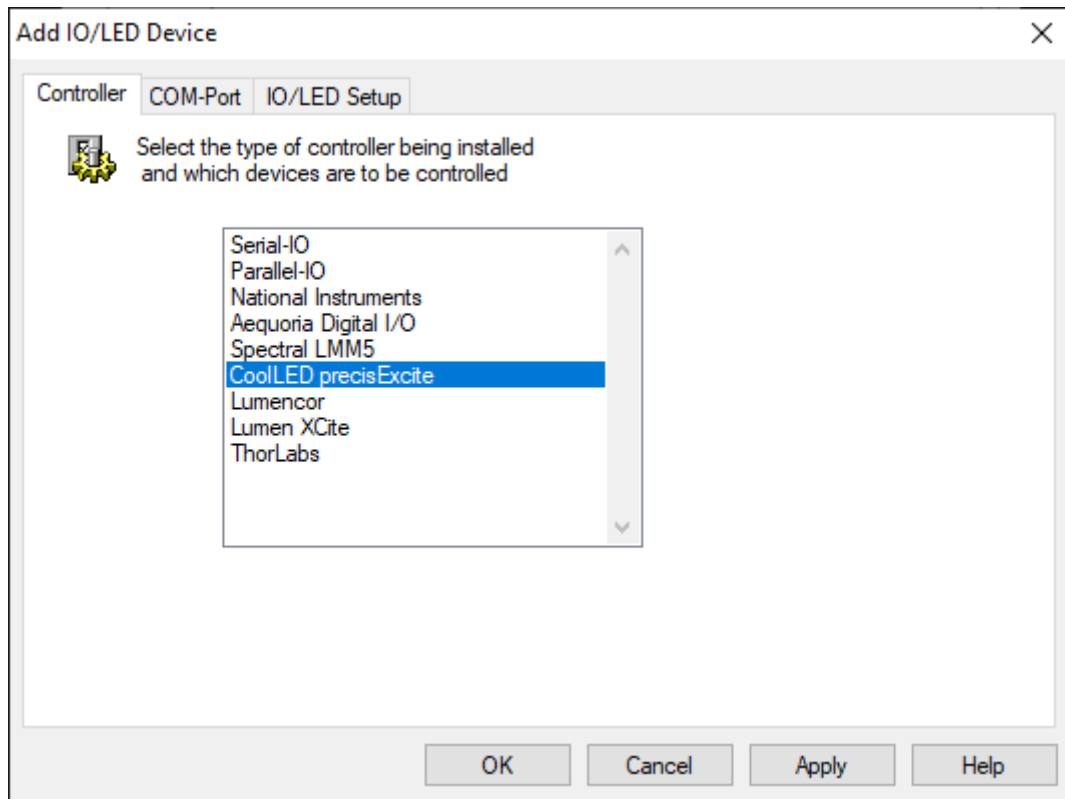 Add IO/LED Device
Controller
COM-Port
IO/LED Setup
Select the type of controller being installed
and which devices are to be controlled
Serial-IO
Parallel-IO
National Instruments
Aequoria Digital I/O
Spectral LMM5
CoolLED precisExcite
Lumencor
Lumen XCite
ThorLabs
OK
Cancel
Apply
Help